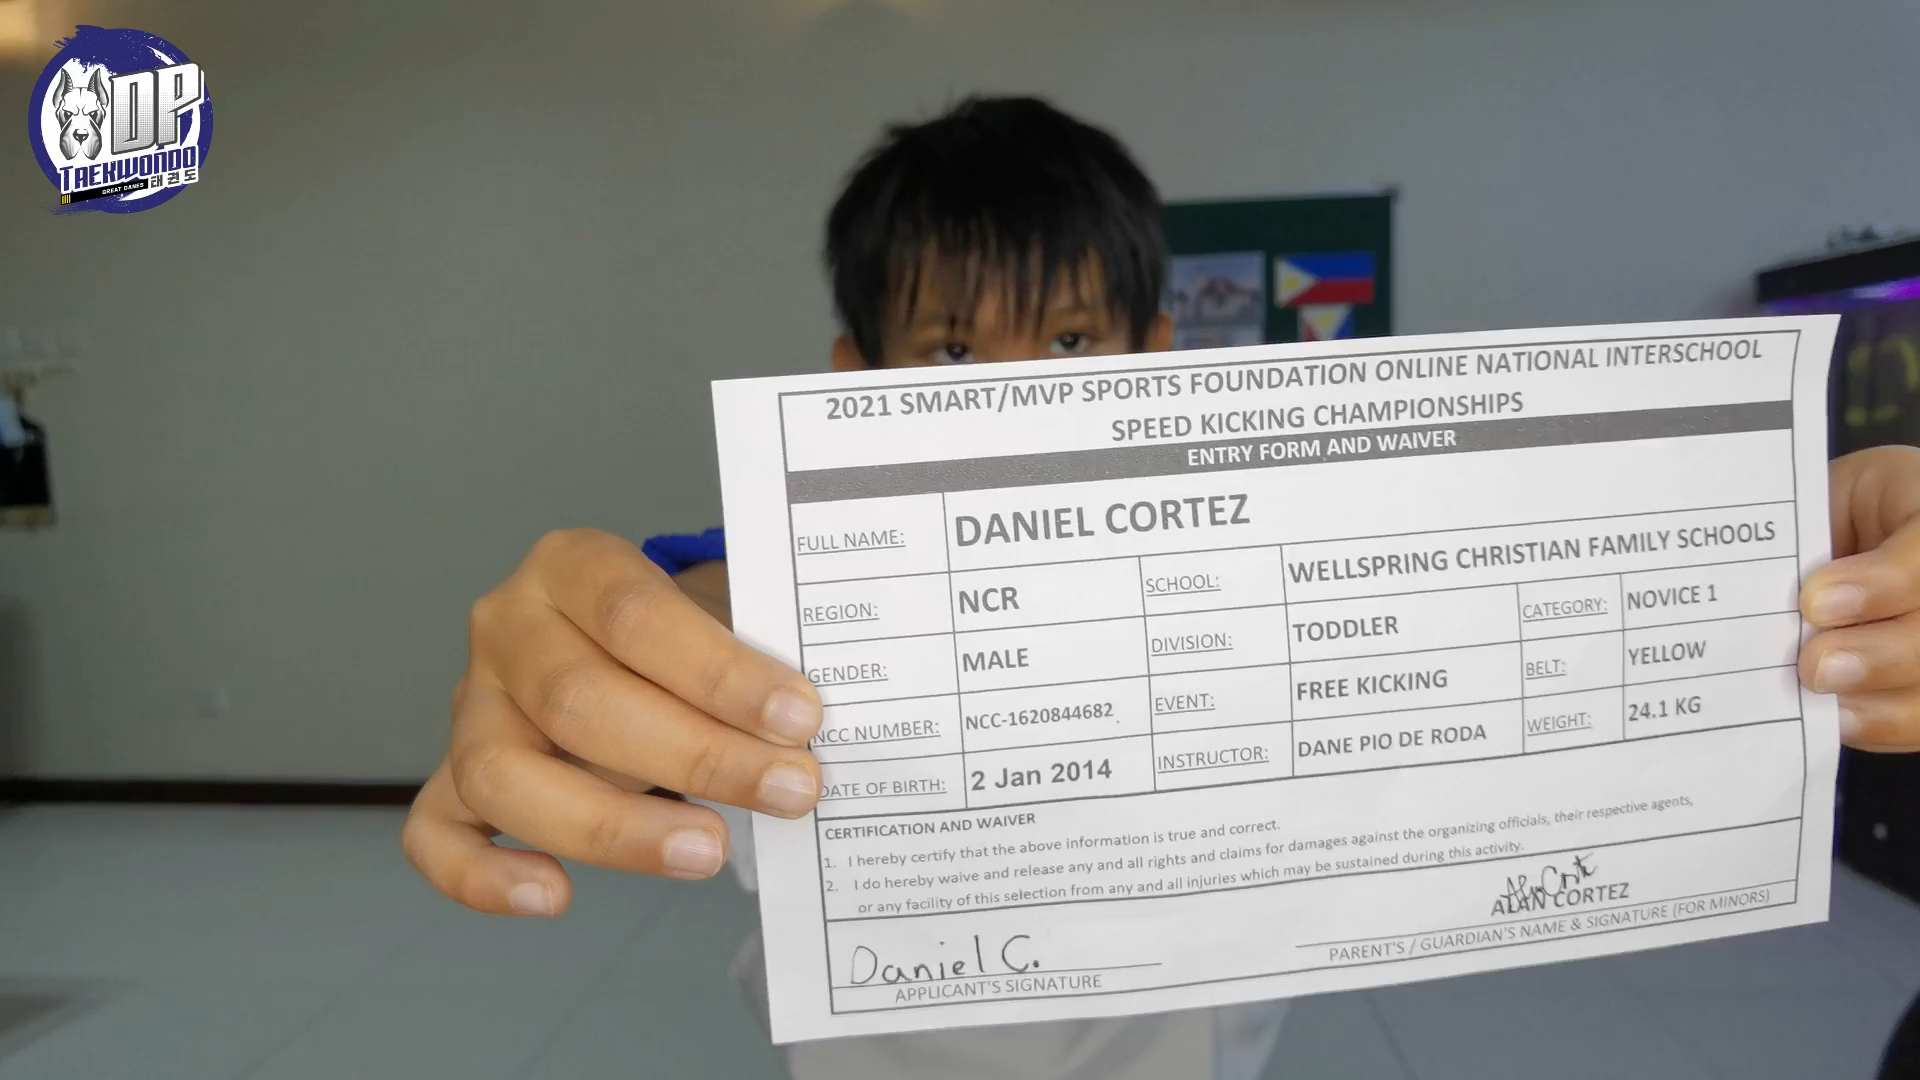 DP
TAEKWONDO
GREAT DANES 태권도
2021 SMART/MVP SPORTS FOUNDATION ONLINE NATIONAL INTERSCHOOL
SPEED KICKING CHAMPIONSHIPS
ENTRY FORM AND WAIVER
FULL NAME: DANIEL CORTEZ
REGION: NCR SCHOOL: WELLSPRING CHRISTIAN FAMILY SCHOOLS
GENDER: MALE DIVISION: TODDLER CATEGORY: NOVICE 1
NCC NUMBER: NCC-1620844682 EVENT: FREE KICKING BELT: YELLOW
DATE OF BIRTH: 2 Jan 2014 INSTRUCTOR: DANE PIO DE RODA WEIGHT: 24.1 KG
CERTIFICATION AND WAIVER
1. I hereby certify that the above information is true and correct.
2. I do hereby waive and release any and all rights and claims for damages against the organizing officials, their respective agents,
or any facility of this selection from any and all injuries which may be sustained during this activity.
Daniel C.
APPLICANT'S SIGNATURE
ALAN CORTEZ
PARENT'S / GUARDIAN'S NAME & SIGNATURE (FOR MINORS)